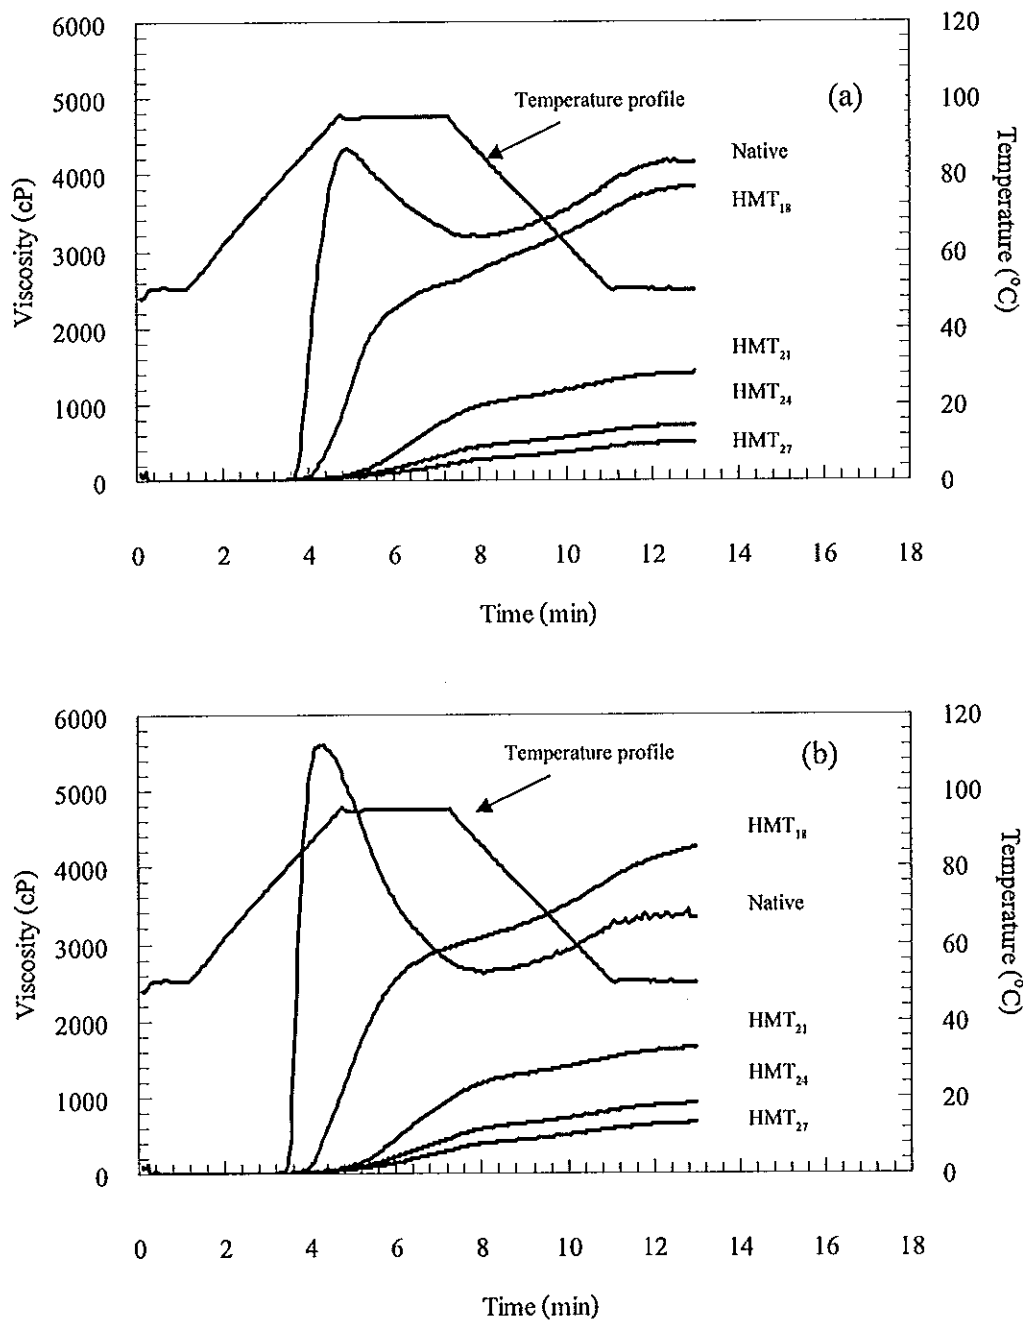 6000
5000
4000
3000
2000
1000
0
Viscosity (cP)
120
100
80
60
40
20
0
Temperature (°C)
(a)
Temperature profile
Native
HMT18
HMT21
HMT24
HMT27
0 2 4 6 8 10 12 14 16 18
Time (min)
6000
5000
4000
3000
2000
1000
0
Viscosity (cP)
120
100
80
60
40
20
0
Temperature (°C)
(b)
Temperature profile
HMT18
Native
HMT21
HMT24
HMT27
0 2 4 6 8 10 12 14 16 18
Time (min)